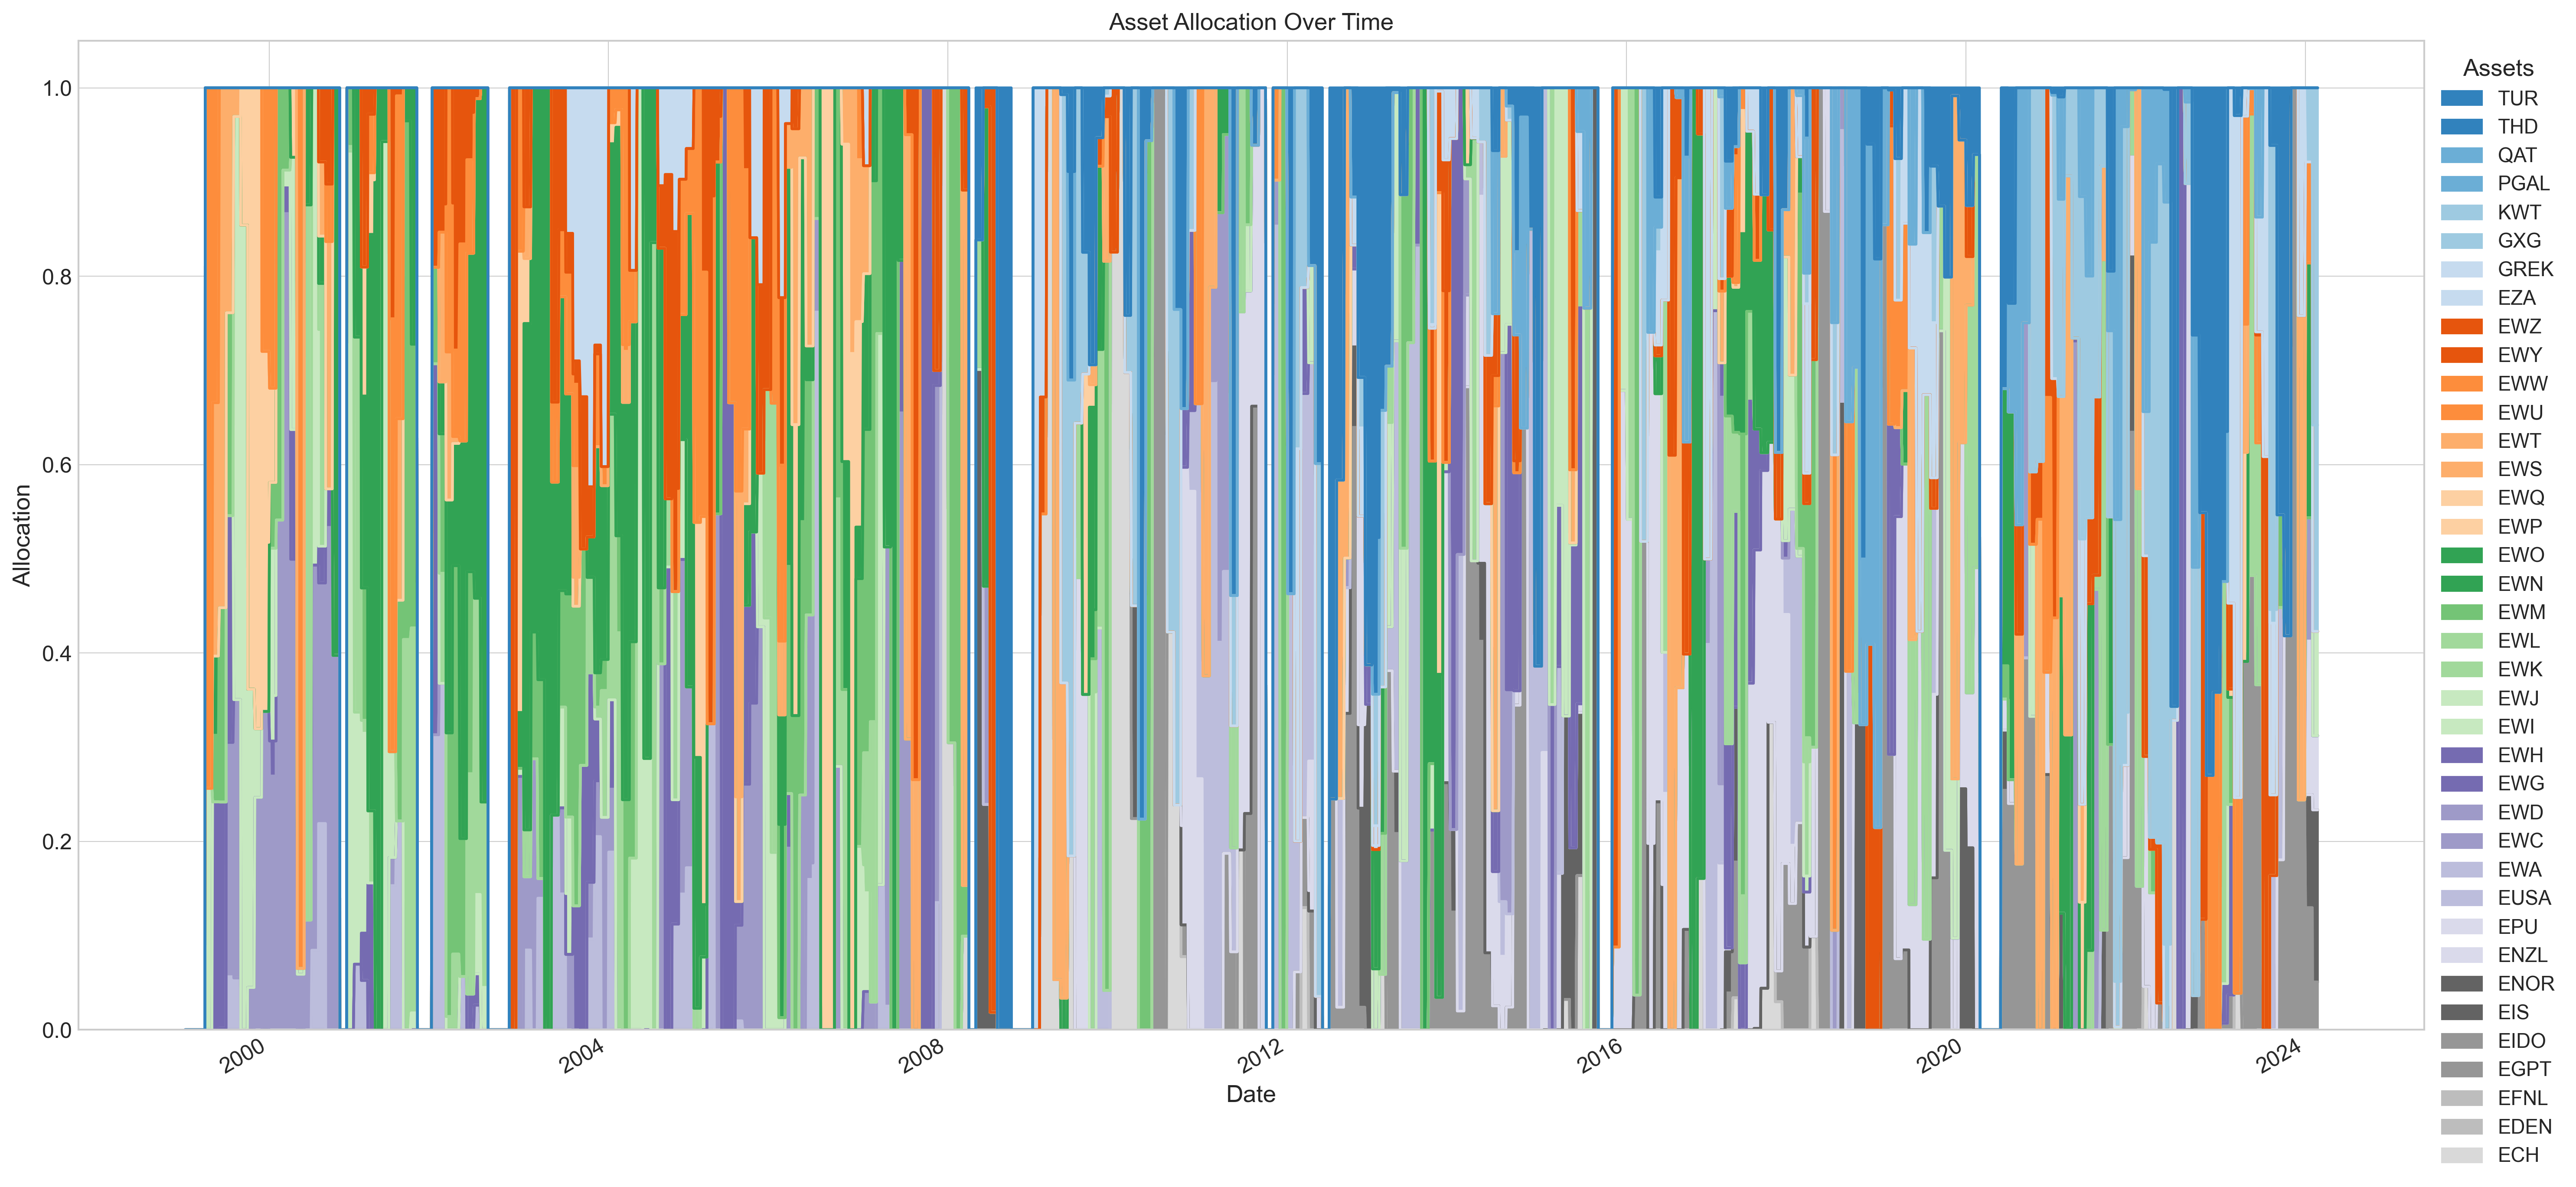 Asset Allocation Over Time
Allocation
1.0
0.8
0.6
0.4
0.2
0.0
2000
2004
2008
2012
2016
2020
2024
Date
Assets
TUR
THD
QAT
PGAL
KWT
GXG
GREK
EZA
EWZ
EWY
EWW
EWU
EWT
EWS
EWQ
EWP
EWO
EWN
EWM
EWL
EWK
EWJ
EWI
EWH
EWG
EWD
EWC
EWA
EUSA
EPU
ENZL
ENOR
EIS
EIDO
EGPT
EFNL
EDEN
ECH